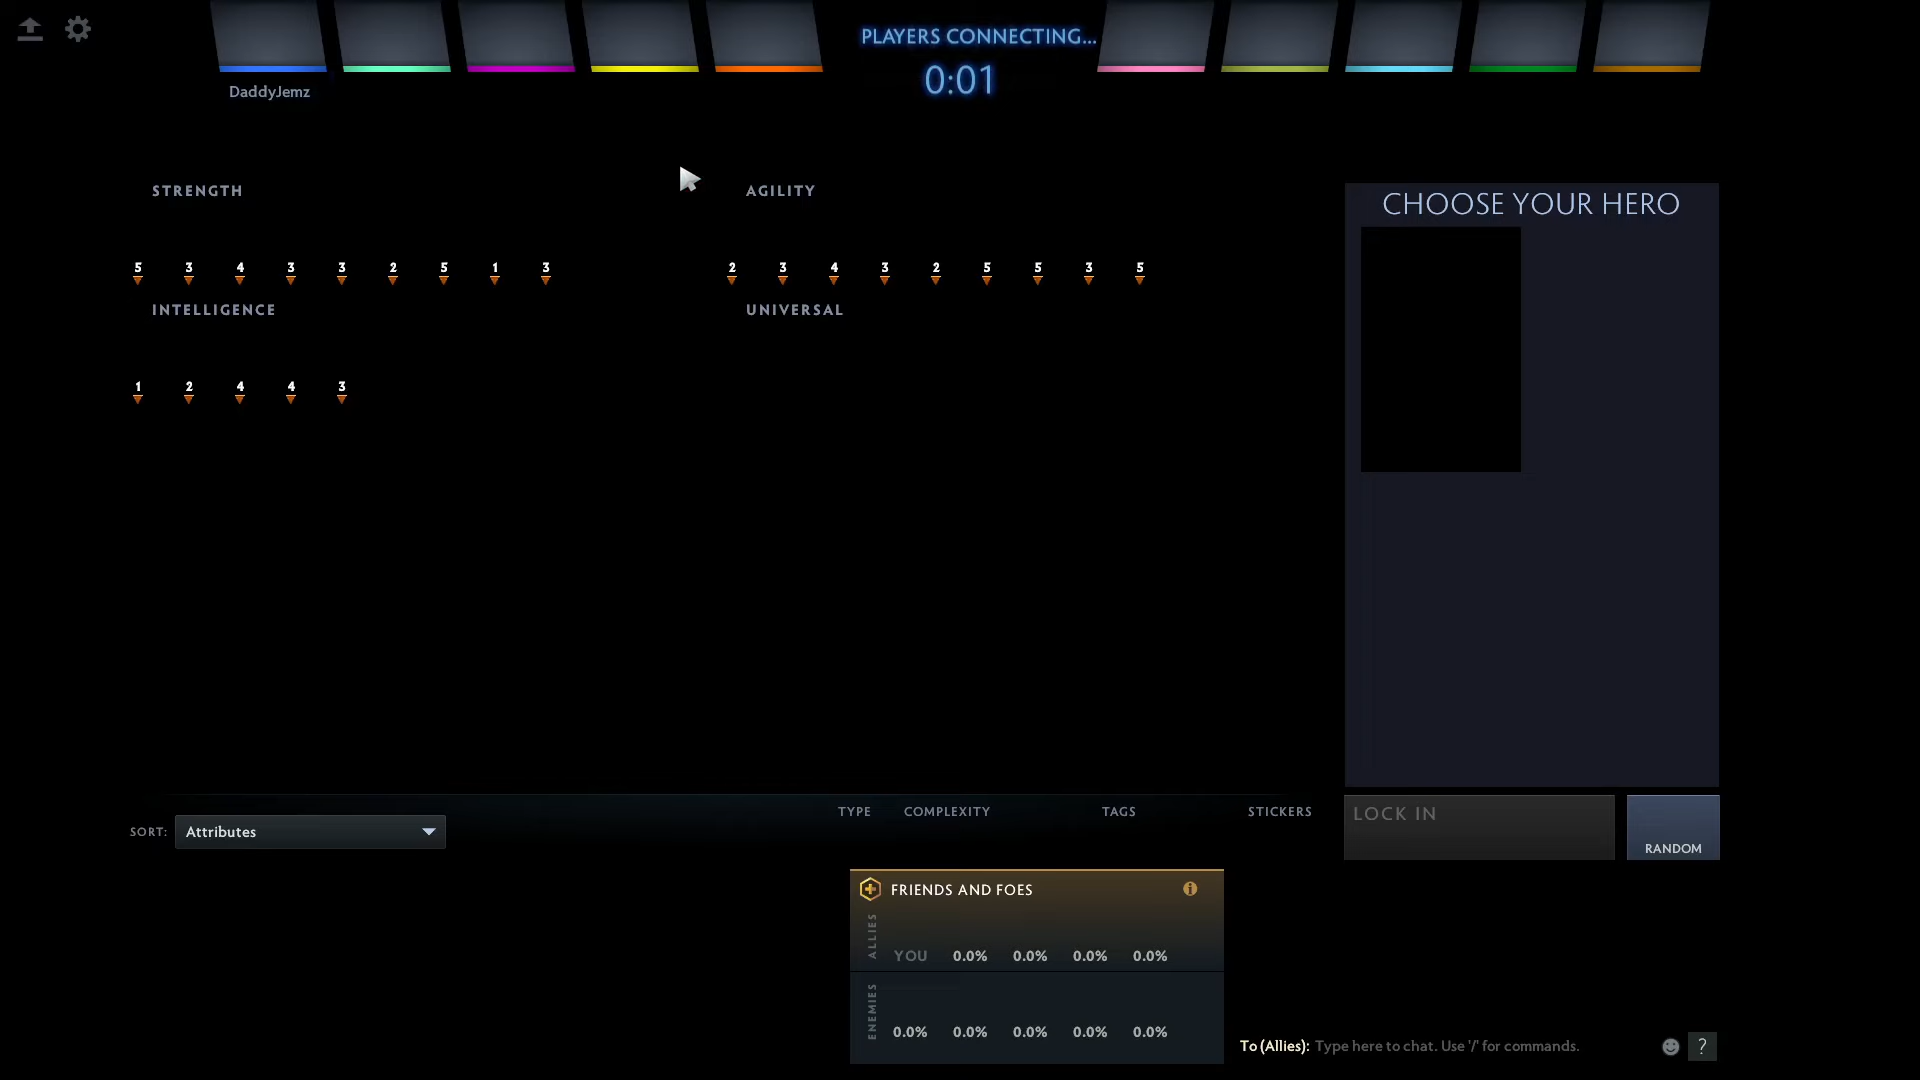 PLAYERS CONNECTING...
0:01
DaddyJemz
STRENGTH
5 3 4 3 3 2 5 1 3
AGILITY
2 3 4 3 2 5 5 3 5
INTELLIGENCE
1 2 4 4 3
UNIVERSAL
CHOOSE YOUR HERO
SORT: Attributes
TYPE COMPLEXITY TAGS STICKERS
LOCK IN
RANDOM
FRIENDS AND FOES
ALLIES
YOU 0.0% 0.0% 0.0% 0.0%
ENEMIES
0.0% 0.0% 0.0% 0.0% 0.0%
To (Allies): Type here to chat. Use '/' for commands.
?